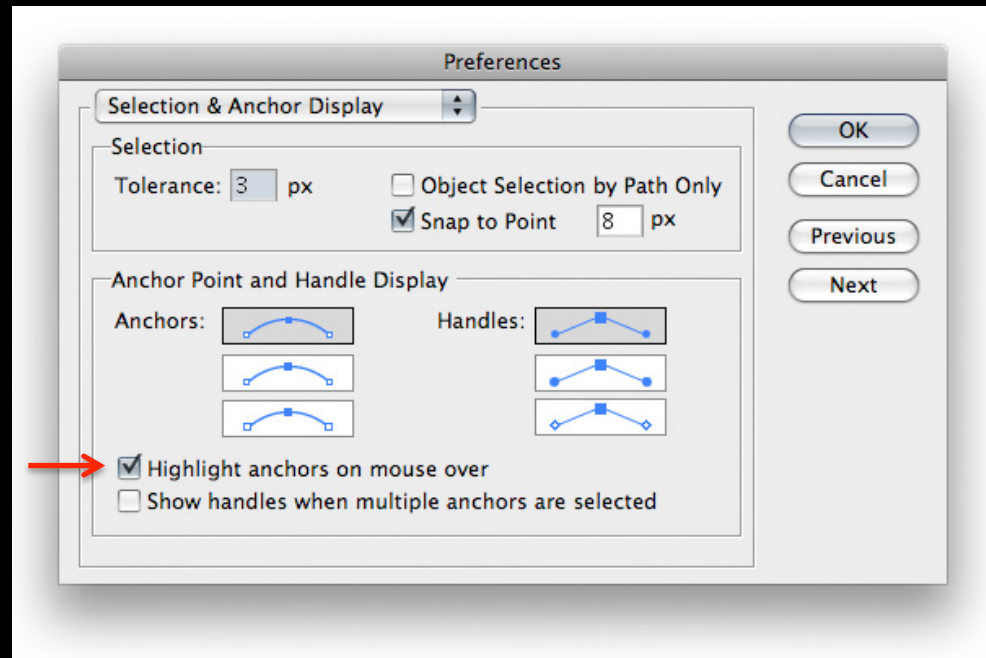 Preferences
Selection & Anchor Display
OK
Selection
Cancel
Tolerance: 3 px
Object Selection by Path Only
Snap to Point 8 px
Previous
Anchor Point and Handle Display
Next
Anchors:
Handles:
Highlight anchors on mouse over
Show handles when multiple anchors are selected